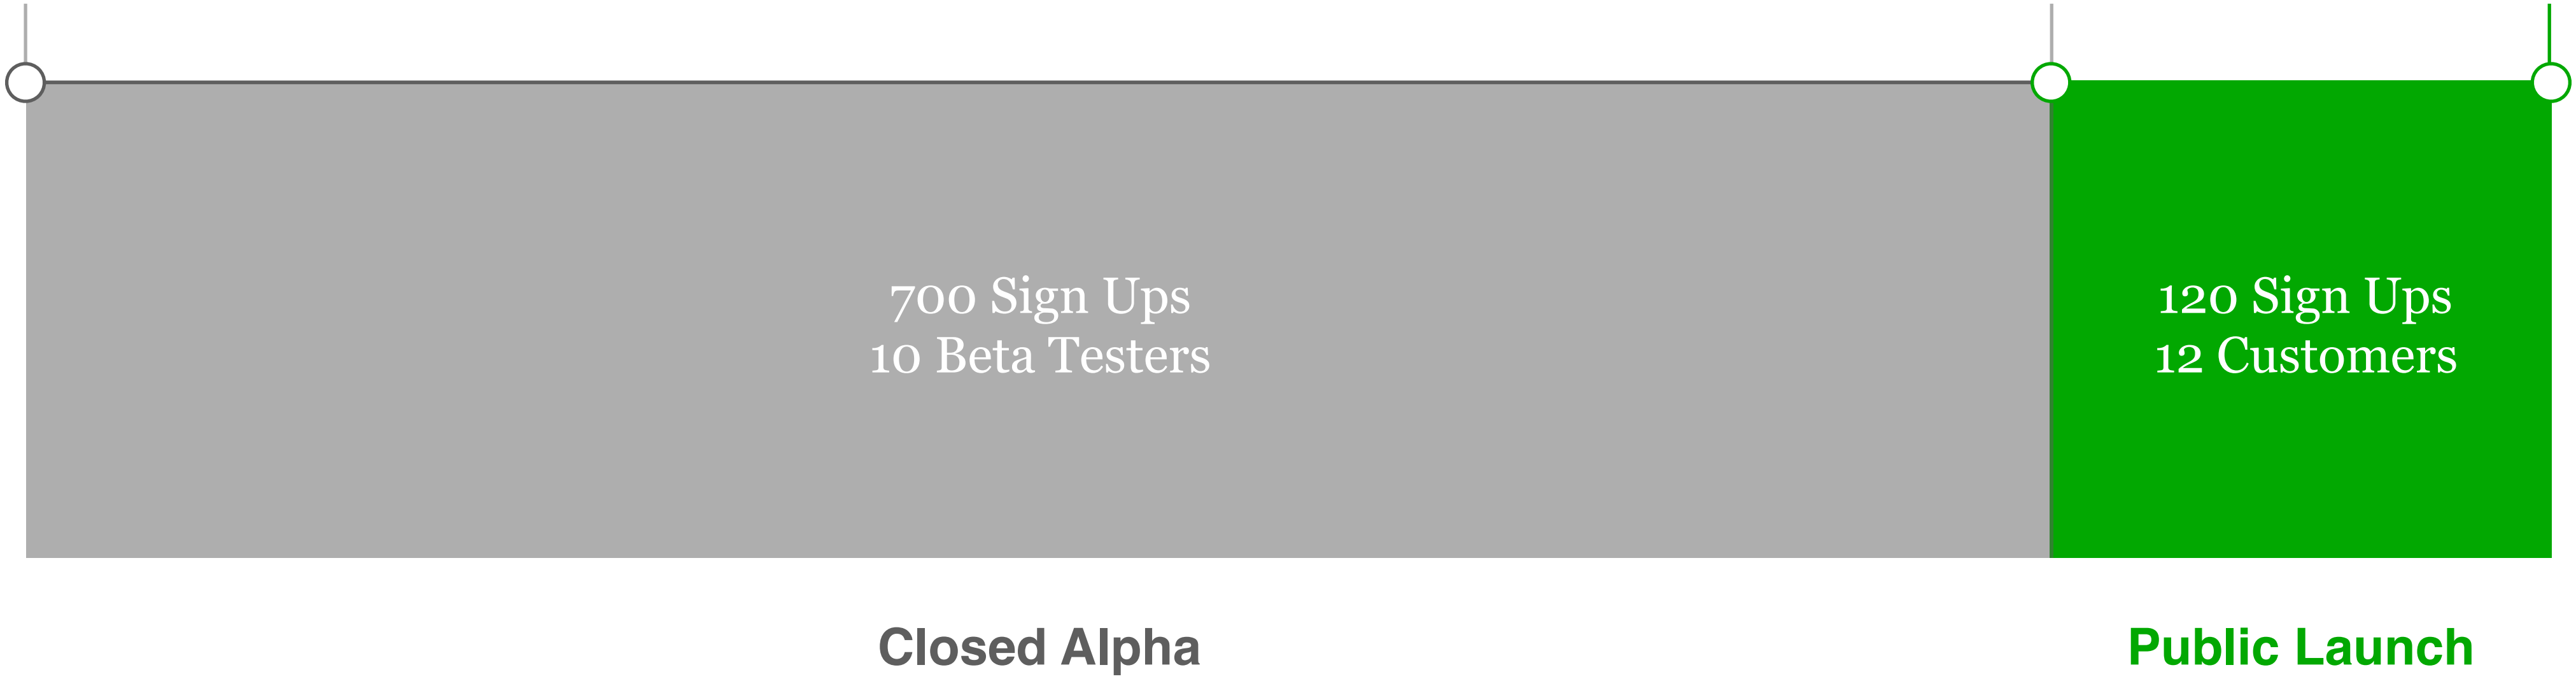 700 Sign Ups
10 Beta Testers
120 Sign Ups
12 Customers
Closed Alpha
Public Launch